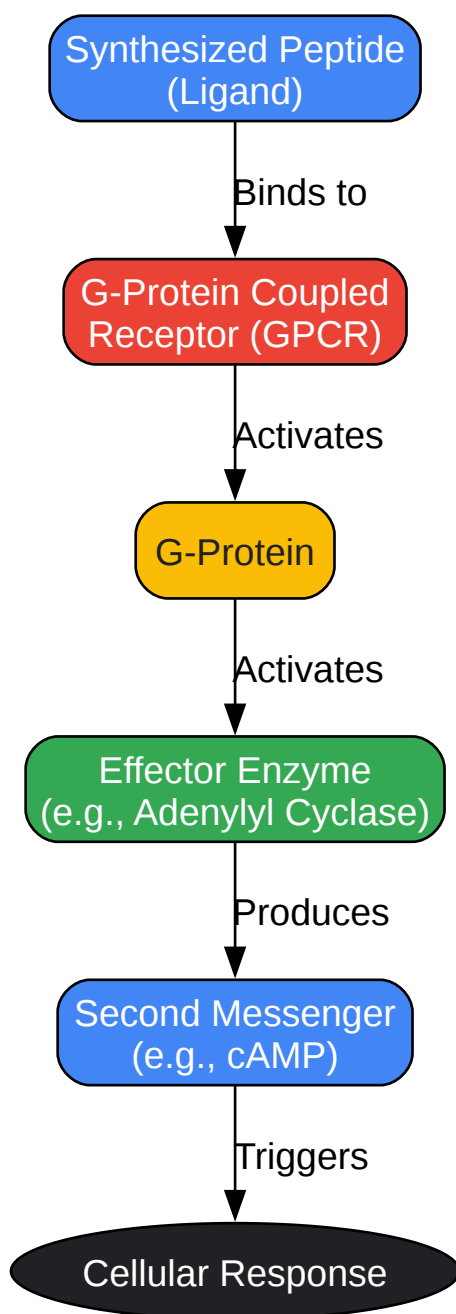 Synthesized Peptide
(Ligand)
Binds to
G-Protein Coupled
Receptor (GPCR)
Activates
G-Protein
Activates
Effector Enzyme
(e.g., Adenylyl Cyclase)
Produces
Second Messenger
(e.g., cAMP)
Triggers
Cellular Response